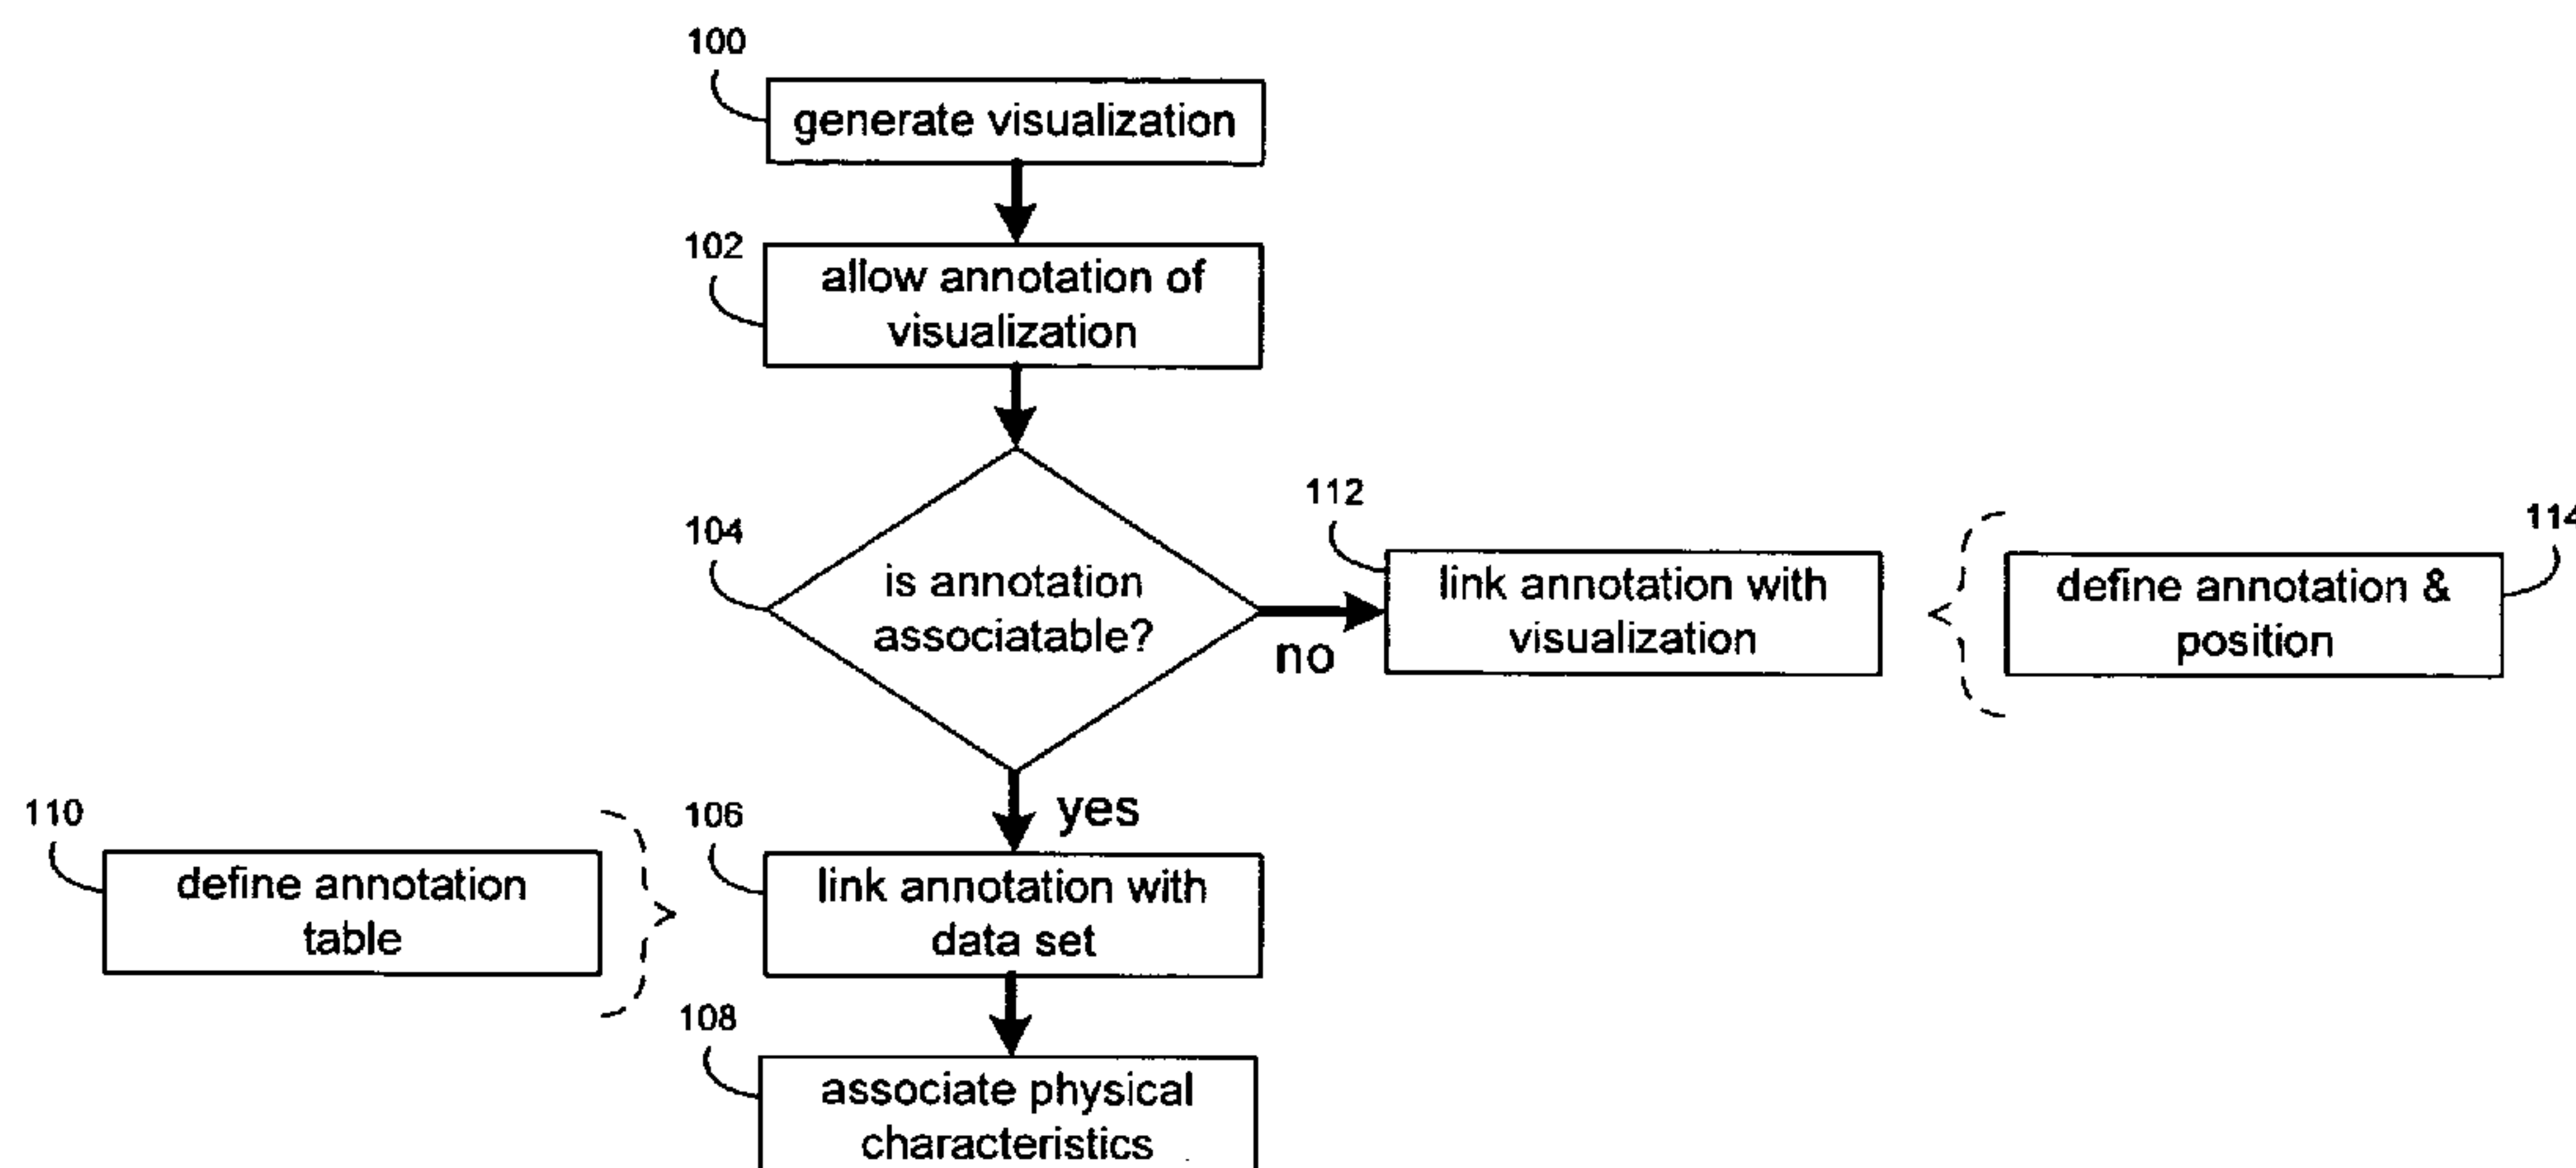 100
generate visualization
102
allow annotation of
visualization
104
is annotation
associatable?
no
112
link annotation with
visualization
114
define annotation &
position
yes
110
define annotation
table
106
link annotation with
data set
108
associate physical
characteristics